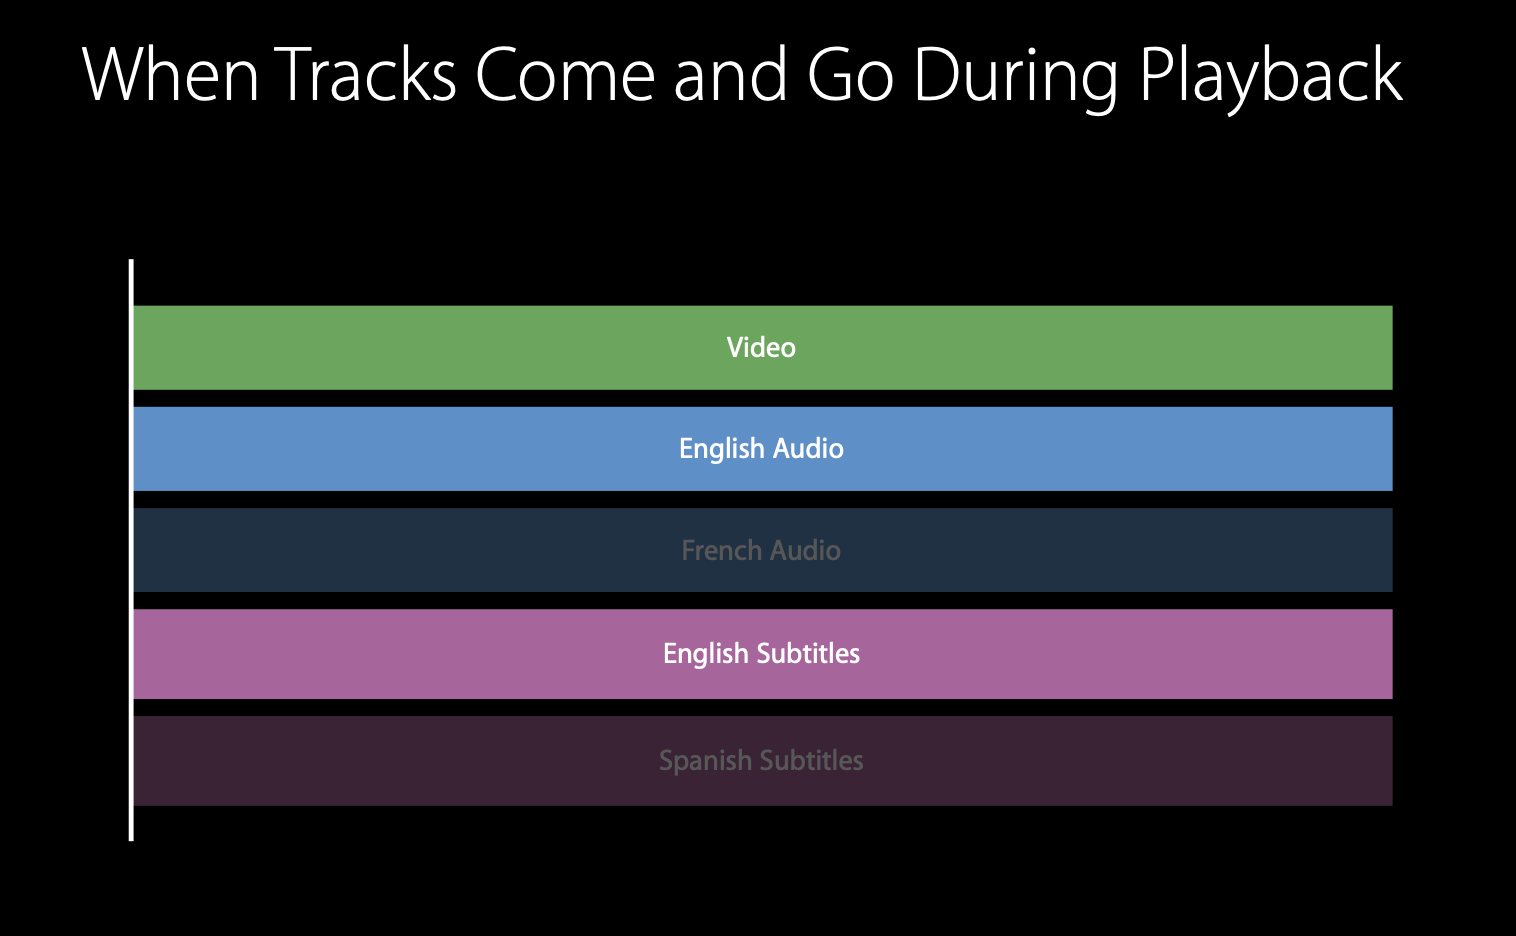 When Tracks Come and Go During Playback
Video
English Audio
French Audio
English Subtitles
Spanish Subtitles